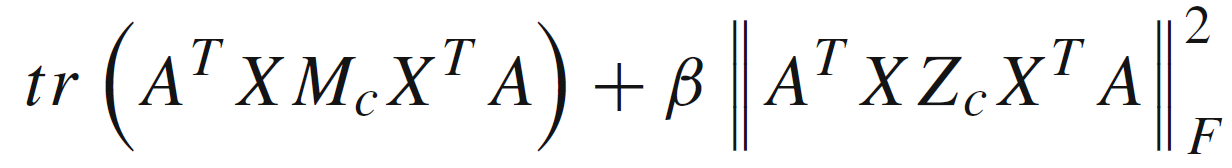 tr (A^T X M_c X^T A) + β ‖A^T X Z_c X^T A‖_F^2